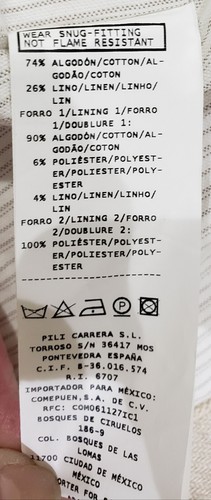 WEAR SNUG-FITTING
NOT FLAME RESISTANT
74% ALGODÓN/COTTON/AL-
GODÃO/COTON
26% LINO/LINEN/LINHO/
LIN
FORRO 1/LINING 1/FORRO
1/DOUBLURE 1:
90% ALGODÓN/COTTON/AL-
GODÃO/COTON
6% POLIÉSTER/POLYEST-
ER/POLIÉSTER/POLY-
ESTER
4% LINO/LINEN/LINHO/
LIN
FORRO 2/LINING 2/FORRO
2/DOUBLURE 2:
100% POLIÉSTER/POLYEST-
ER/POLIÉSTER/POLY-
ESTER
PILI CARRERA S.L.
TORROSO S/N 36417 MOS
PONTEVEDRA ESPAÑA
C.I.F. B-36.016.574
R.I. 6707
IMPORTADOR PARA MÉXICO:
COMEPUEN,S.A. DE C.V.
RFC: COM061127IC1
BOSQUES DE CIRUELOS
186-9
COL. BOSQUES DE LAS
LOMAS
11700 CIUDAD DE MÉXICO
MÉXICO
ORTER FOR